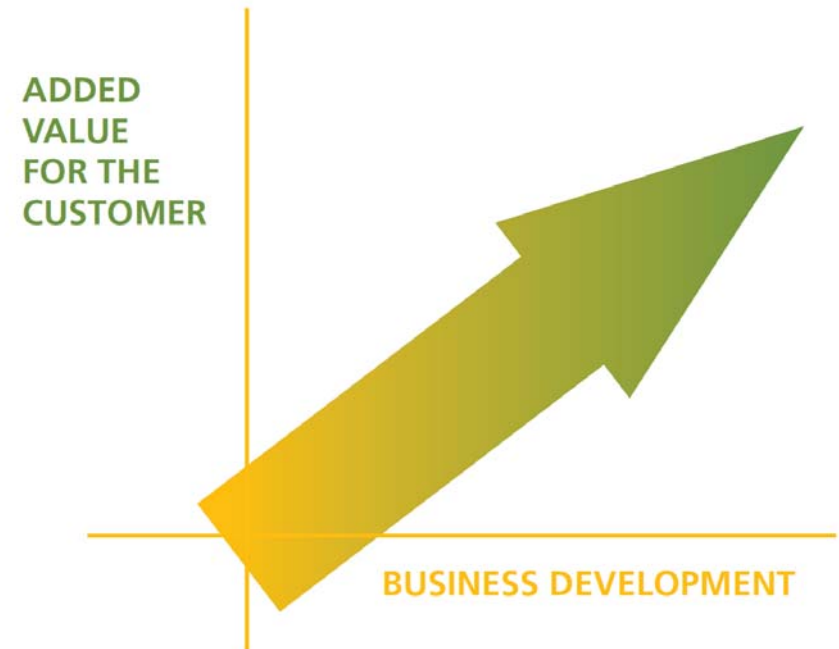 ADDED
VALUE
FOR THE
CUSTOMER
BUSINESS DEVELOPMENT